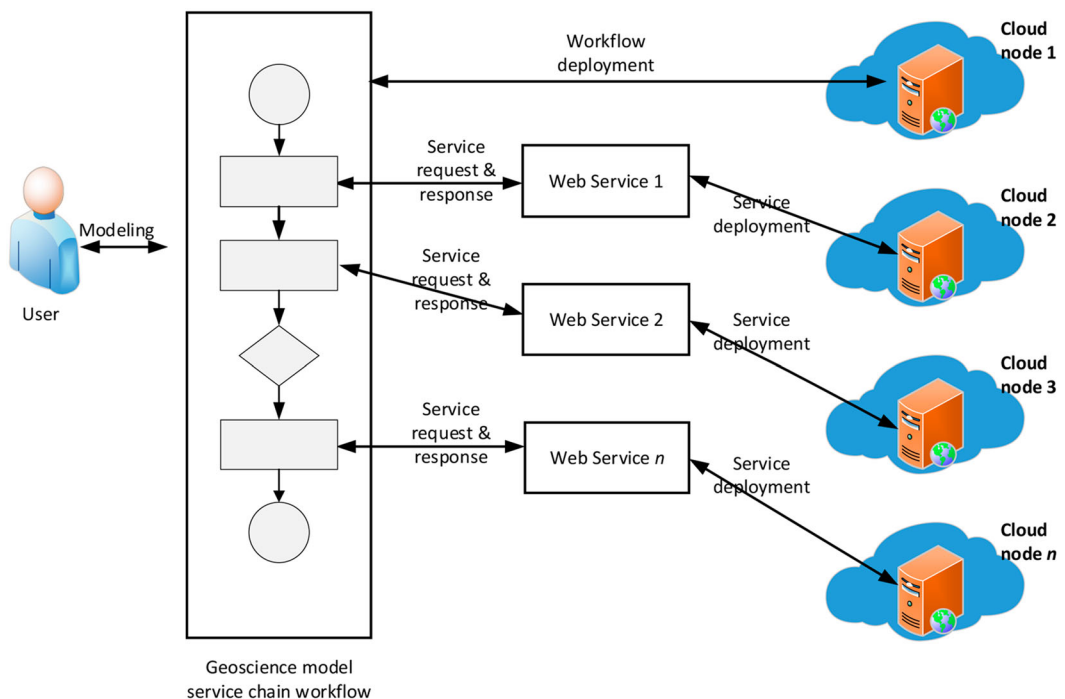 Workflow
deployment
Cloud
node 1
Service
request &
response
Web Service 1
Service
deployment
Cloud
node 2
Modeling
User
Service
request &
response
Web Service 2
Service
deployment
Cloud
node 3
Service
request &
response
Web Service n
Service
deployment
Cloud
node n
Geoscience model
service chain workflow